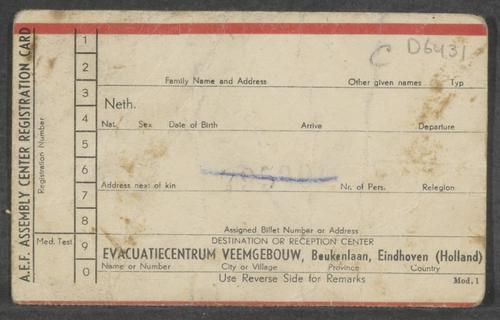 C D6431
A.E.F. ASSEMBLY CENTER REGISTRATION CARD
Registration Number
Med. Test
1
2
3
4
5
6
7
8
9
0
Family Name and Address Other given names Typ
Neth.
Nat. Sex Date of Birth Arrive Departure
Address next of kin Nr. of Pers. Relegion
Assigned Billet Number or Address
DESTINATION OR RECEPTION CENTER
EVACUATIECENTRUM VEEMGEBOUW, Beukenlaan, Eindhoven (Holland)
Name or Number City or Village Province Country
Use Reverse Side for Remarks Mod. 1